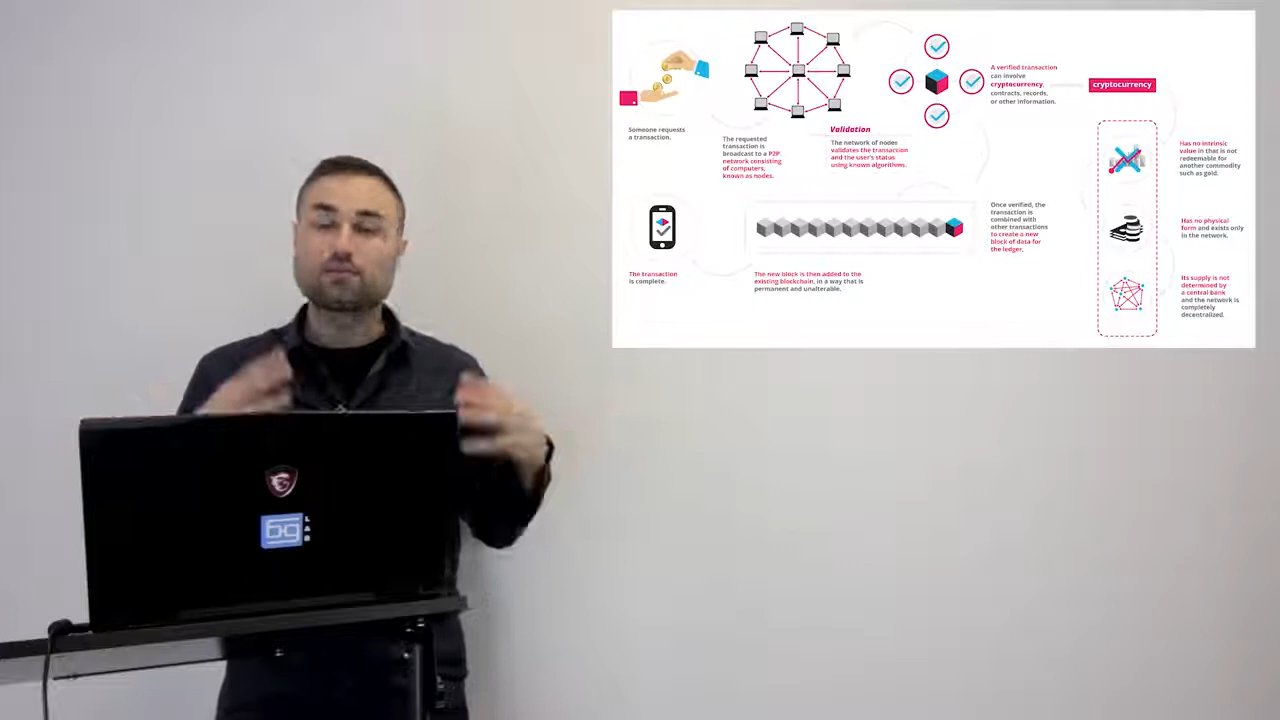 Someone requests
a transaction.
The requested
transaction is
broadcast to a P2P
network consisting
of computers,
known as nodes.
Validation
The network of nodes
validates the transaction
and the user's status
using known algorithms.
A verified transaction
can involve
cryptocurrency,
contracts, records,
or other information.
cryptocurrency
Has no intrinsic
value in that is not
redeemable for
another commodity
such as gold.
Has no physical
form and exists only
in the network.
Its supply is not
determined by
a central bank
and the network is
completely
decentralized.
Once verified, the
transaction is
combined with
other transactions
to create a new
block of data for
the ledger.
The new block is then added to the
existing blockchain, in a way that is
permanent and unalterable.
The transaction
is complete.
6g
LAB